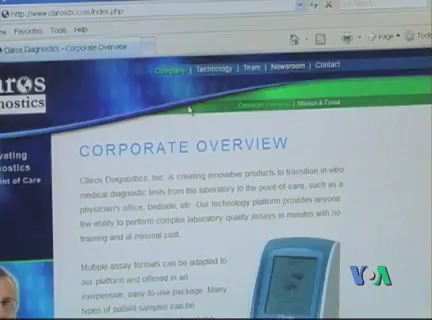 http://www.clarosdx.com/index.php
Favorites Tools Help
Claros Diagnostics - Corporate Overview
Page Tools
Company | Technology | Team | Newsroom | Contact
aros
nostics
Corporate Overview | Mission & Focus
vating
ostics
nt of Care
CORPORATE OVERVIEW
Claros Diagnostics, Inc. is creating innovative products to transition in-vitro
medical diagnostic tests from the laboratory to the point of care, such as a
physician's office, bedside, etc. Our technology platform provides anyone
the ability to perform complex laboratory-quality assays in minutes with no
training and at minimal cost.
Multiple assay formats can be adapted to
our platform and offered in an
inexpensive, easy-to-use package. Many
types of patient samples can be
VOA